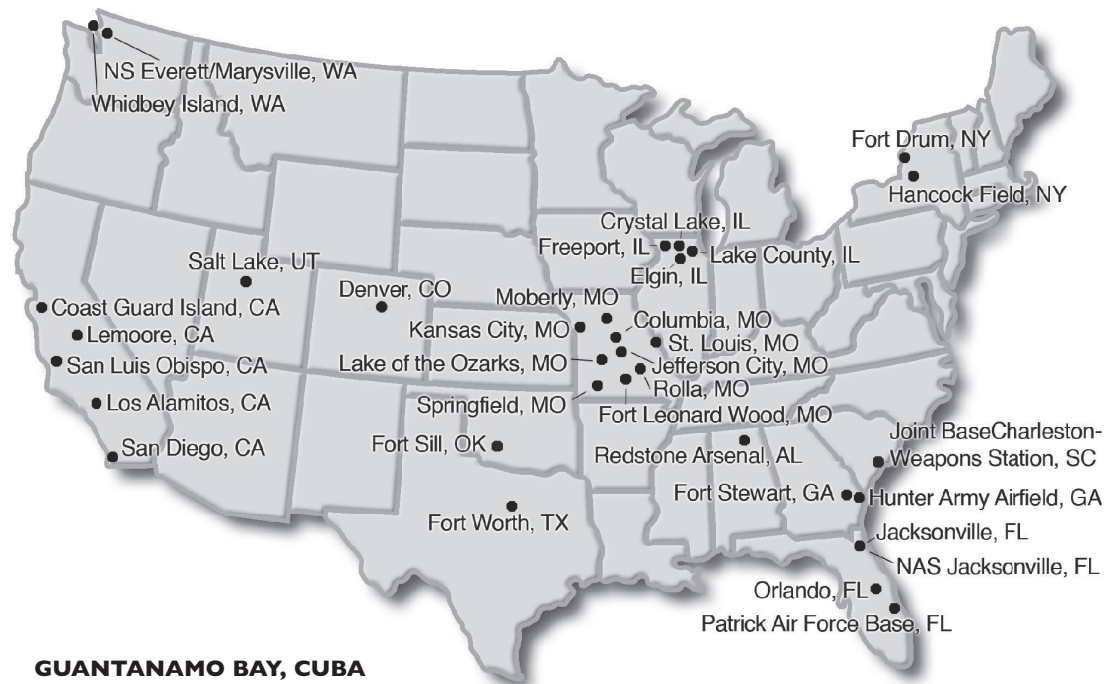 NS Everett/Marysville, WA
Whidbey Island, WA
Fort Drum, NY
Hancock Field, NY
Crystal Lake, IL
Freeport, IL
Lake County, IL
Elgin, IL
Salt Lake, UT
Denver, CO
Moberly, MO
Coast Guard Island, CA
Columbia, MO
Kansas City, MO
Lemoore, CA
St. Louis, MO
San Luis Obispo, CA
Lake of the Ozarks, MO
Jefferson City, MO
Rolla, MO
Los Alamitos, CA
Springfield, MO
Fort Leonard Wood, MO
San Diego, CA
Fort Sill, OK
Redstone Arsenal, AL
Joint BaseCharleston-
Weapons Station, SC
Fort Stewart, GA
Hunter Army Airfield, GA
Fort Worth, TX
Jacksonville, FL
NAS Jacksonville, FL
Orlando, FL
Patrick Air Force Base, FL
GUANTANAMO BAY, CUBA